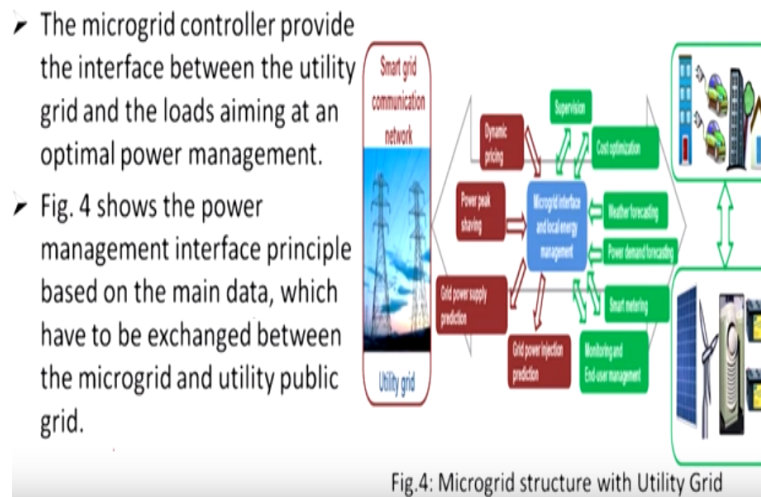 ➤ The microgrid controller provide
the interface between the utility
grid and the loads aiming at an
optimal power management.
➤ Fig. 4 shows the power
management interface principle
based on the main data, which
have to be exchanged between
the microgrid and utility public
grid.
Smart grid
communication
network
Utility grid
Dynamic
pricing
Power peak
shaving
Grid power supply
prediction
Grid power injection
prediction
Microgrid interface
and local energy
management
Supervision
Cost optimization
Weather forecasting
Power demand forecasting
Smart metering
Monitoring and
End-user management
Fig.4: Microgrid structure with Utility Grid